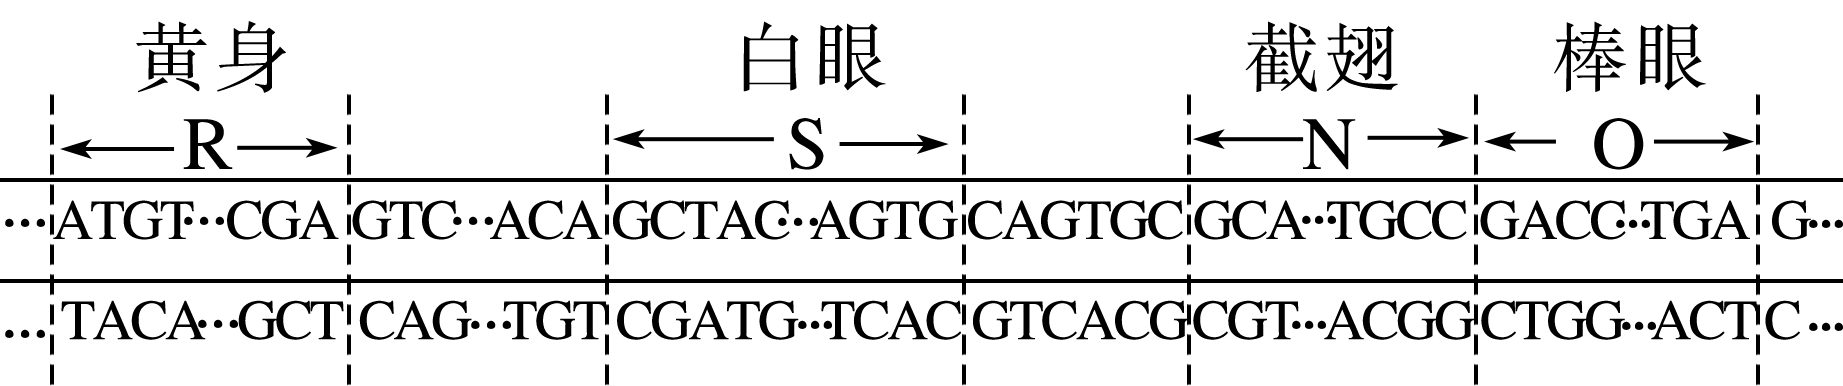 黄身 白眼 截翅 棒眼
R S N O
···ATGT···CGA GTC···ACA GCTAC···AGTG CAGTGC GCA···TGCC GACC···TGA G···
···TACA···GCT CAG···TGT CGATG···TCAC GTCACG CGT···ACGG CTGG···ACT C···